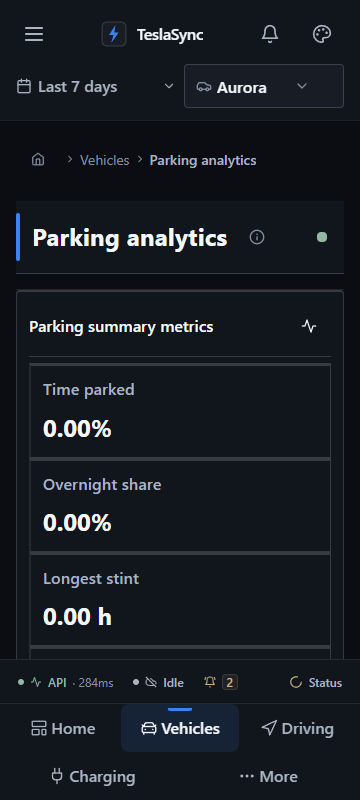 TeslaSync
Last 7 days
Aurora
Vehicles
Parking analytics
Parking analytics
Parking summary metrics
Time parked
0.00%
Overnight share
0.00%
Longest stint
0.00 h
API · 284ms
Idle
2
Status
Home
Vehicles
Driving
Charging
More